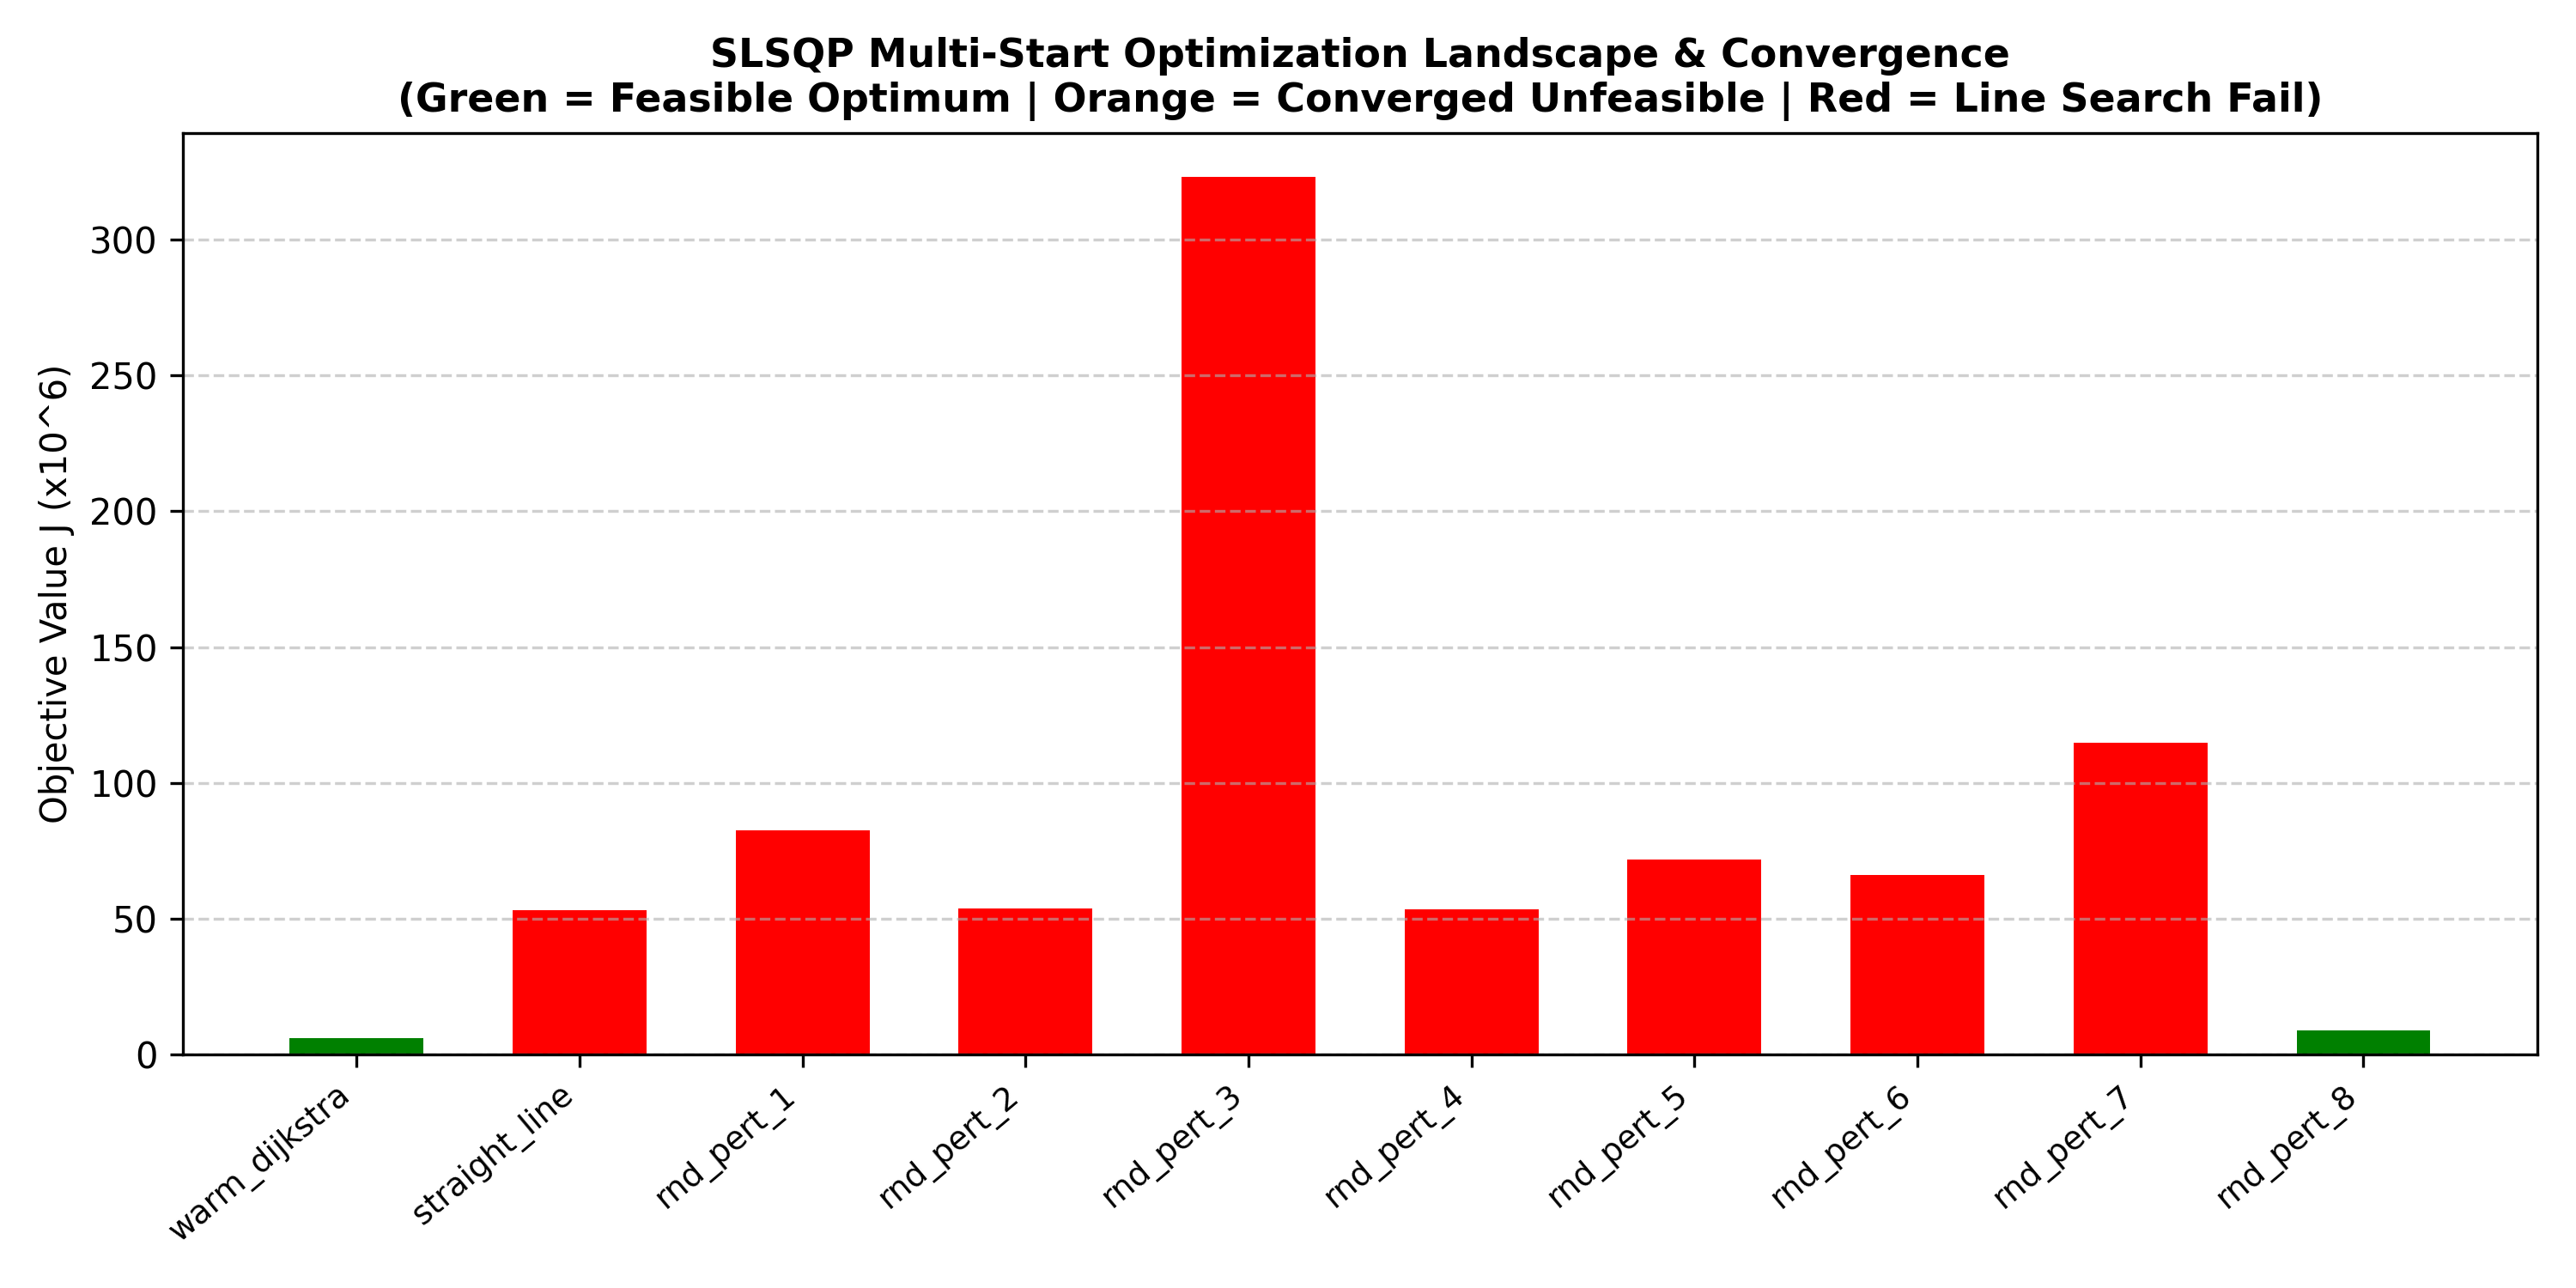 SLSQP Multi-Start Optimization Landscape & Convergence
(Green = Feasible Optimum | Orange = Converged Unfeasible | Red = Line Search Fail)
Objective Value J (x10^6)
300
250
200
150
100
50
0
warm_dijkstra
straight_line
rnd_pert_1
rnd_pert_2
rnd_pert_3
rnd_pert_4
rnd_pert_5
rnd_pert_6
rnd_pert_7
rnd_pert_8